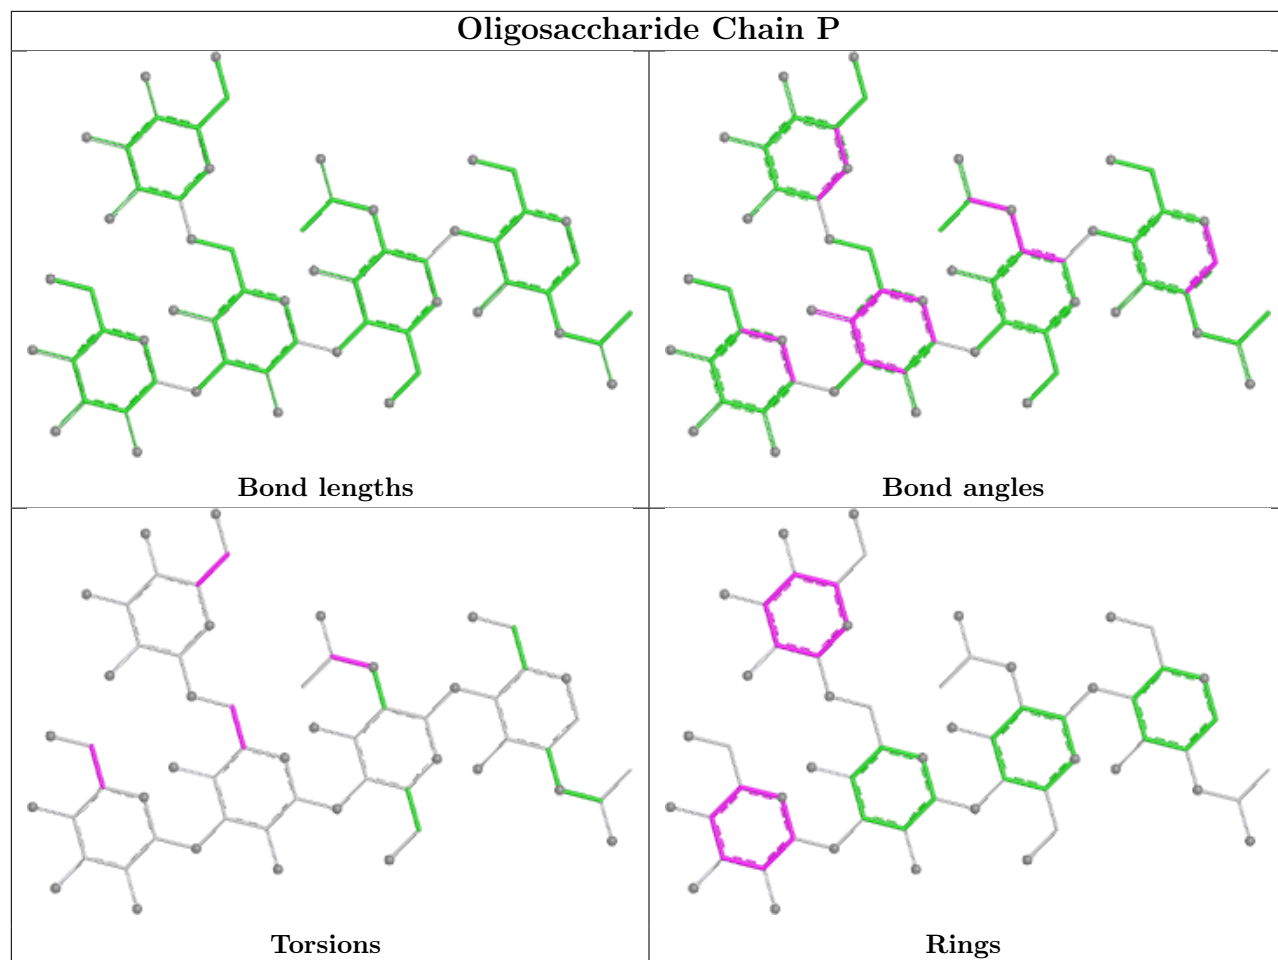 Oligosaccharide Chain P
Bond lengths
Bond angles
Torsions
Rings